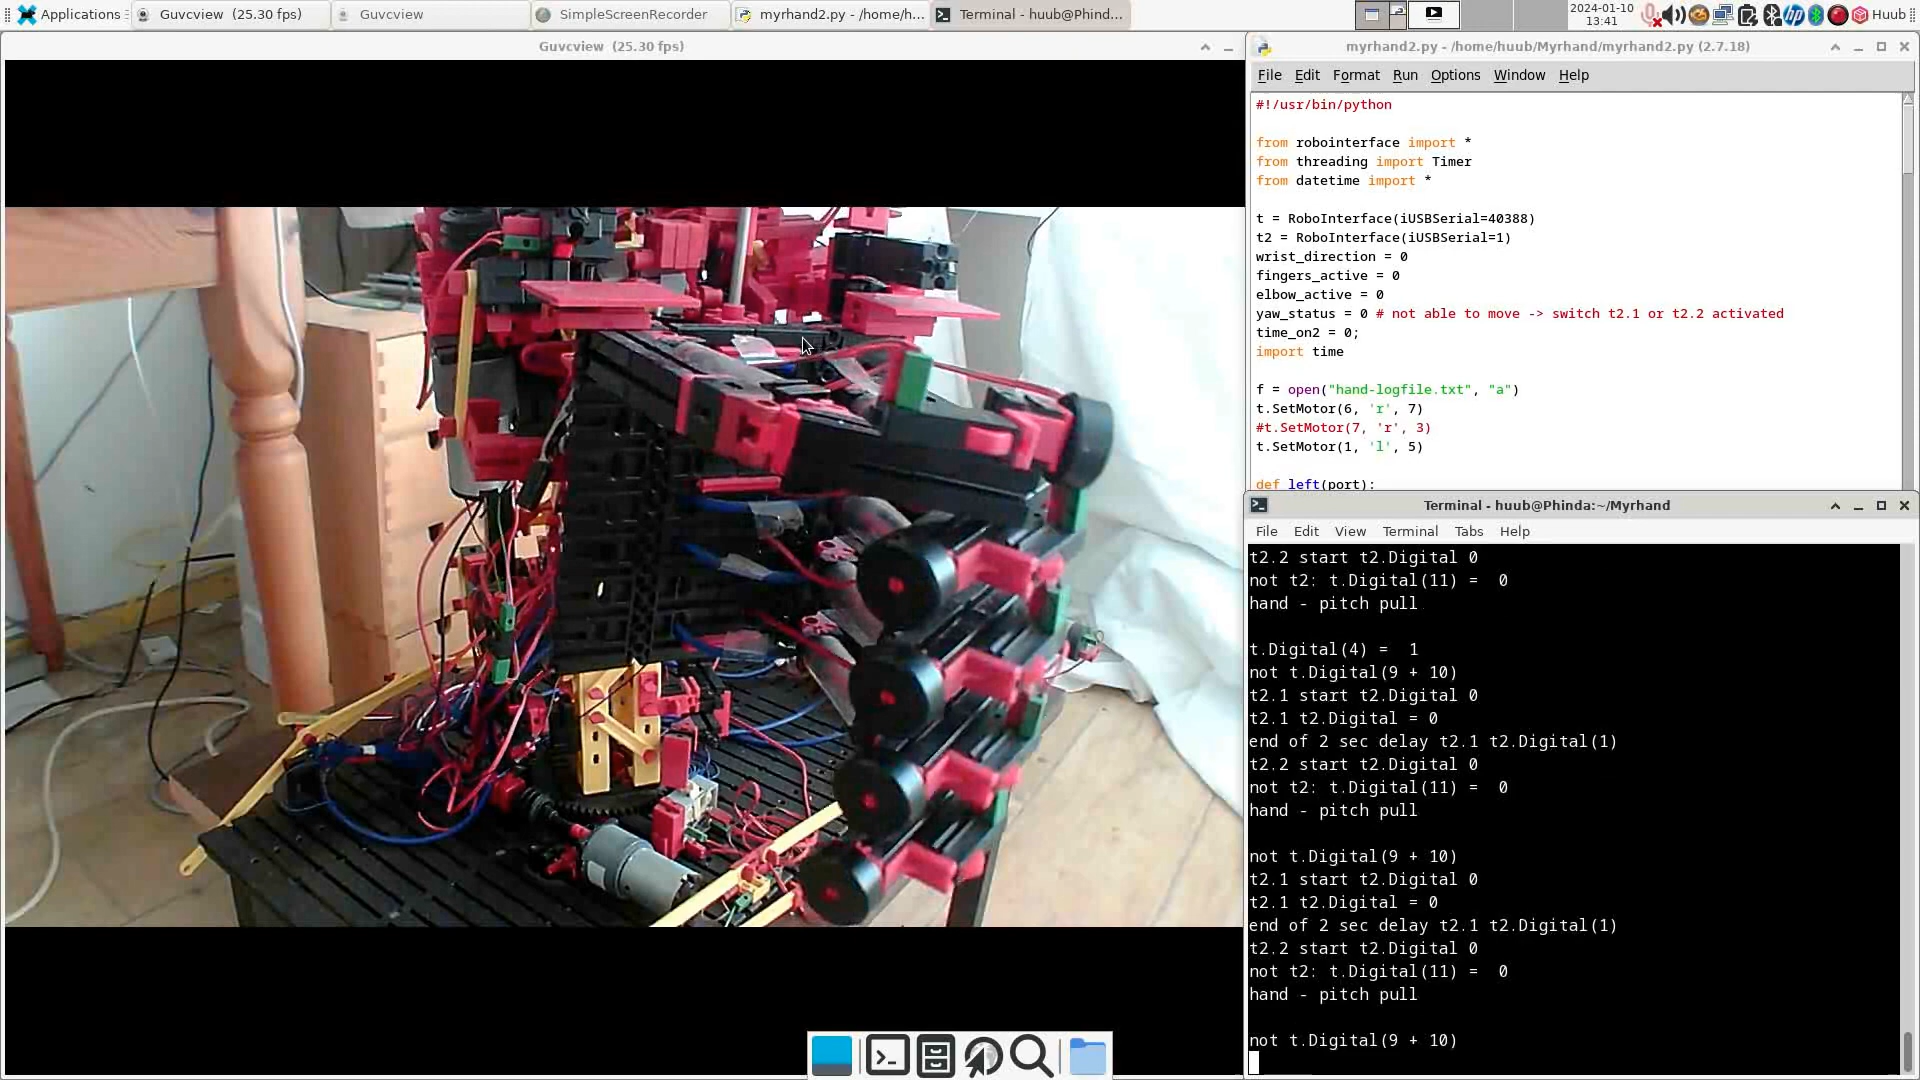 Applications
Guvcview (25.30 fps)
Guvcview
SimpleScreenRecorder
myrhand2.py - /home/h...
Terminal - huub@Phind...
2024-01-10
13:41
Huub
Guvcview (25.30 fps)
myrhand2.py - /home/huub/Myrhand/myrhand2.py (2.7.18)
File Edit Format Run Options Window Help
#!/usr/bin/python
from robointerface import *
from threading import Timer
from datetime import *
t = RoboInterface(iUSBSerial=40388)
t2 = RoboInterface(iUSBSerial=1)
wrist_direction = 0
fingers_active = 0
elbow_active = 0
yaw_status = 0 # not able to move -> switch t2.1 or t2.2 activated
time_on2 = 0;
import time
f = open("hand-logfile.txt", "a")
t.SetMotor(6, 'r', 7)
#t.SetMotor(7, 'r', 3)
t.SetMotor(1, 'l', 5)
def left(port):
Terminal - huub@Phinda:~/Myrhand
File Edit View Terminal Tabs Help
t2.2 start t2.Digital 0
not t2: t.Digital(11) =  0
hand - pitch pull
t.Digital(4) =  1
not t.Digital(9 + 10)
t2.1 start t2.Digital 0
t2.1 t2.Digital = 0
end of 2 sec delay t2.1 t2.Digital(1)
t2.2 start t2.Digital 0
not t2: t.Digital(11) =  0
hand - pitch pull
not t.Digital(9 + 10)
t2.1 start t2.Digital 0
t2.1 t2.Digital = 0
end of 2 sec delay t2.1 t2.Digital(1)
t2.2 start t2.Digital 0
not t2: t.Digital(11) =  0
hand - pitch pull
not t.Digital(9 + 10)